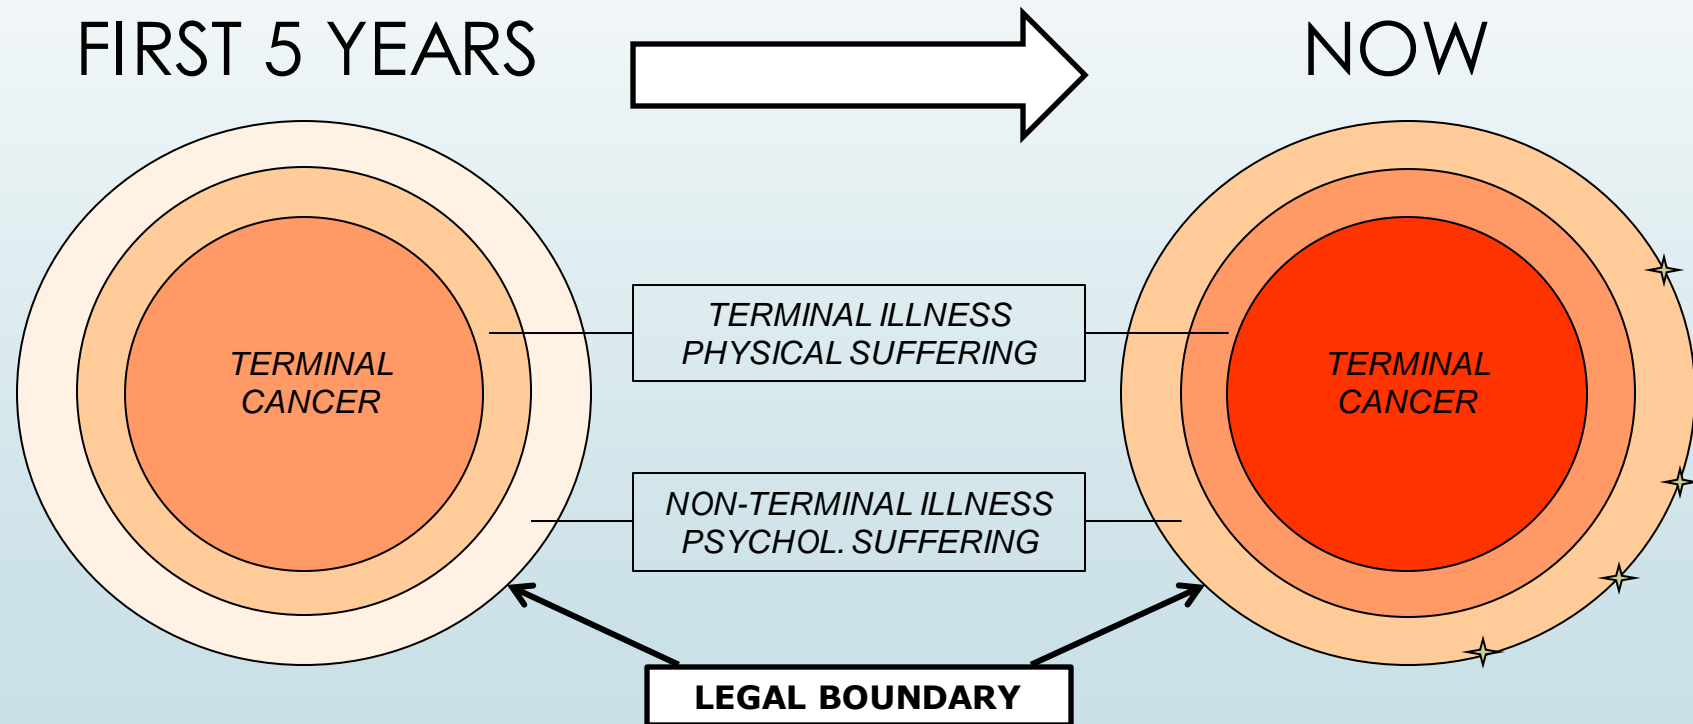 FIRST 5 YEARS
NOW
TERMINAL
CANCER
TERMINAL ILLNESS
PHYSICAL SUFFERING
TERMINAL
CANCER
NON-TERMINAL ILLNESS
PSYCHOL. SUFFERING
LEGAL BOUNDARY